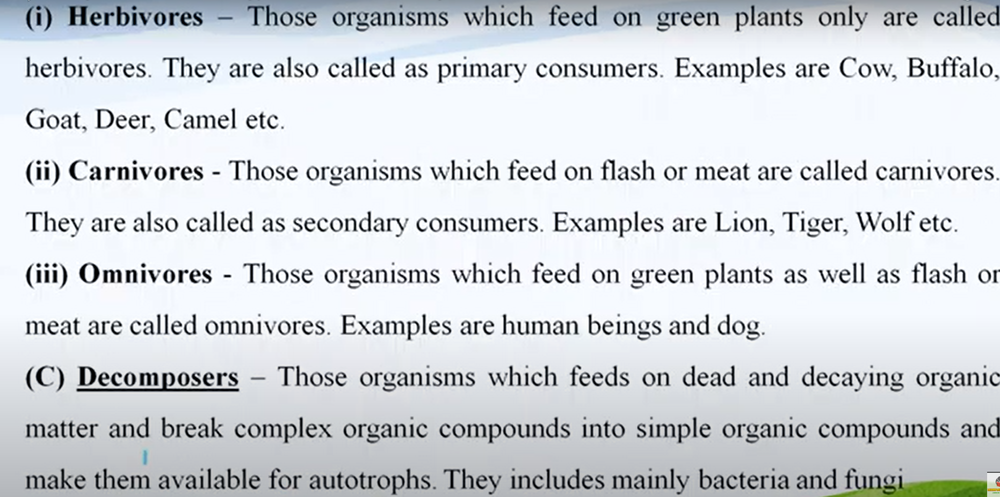 (i) Herbivores – Those organisms which feed on green plants only are called
herbivores. They are also called as primary consumers. Examples are Cow, Buffalo,
Goat, Deer, Camel etc.
(ii) Carnivores - Those organisms which feed on flash or meat are called carnivores.
They are also called as secondary consumers. Examples are Lion, Tiger, Wolf etc.
(iii) Omnivores - Those organisms which feed on green plants as well as flash or
meat are called omnivores. Examples are human beings and dog.
(C) Decomposers – Those organisms which feeds on dead and decaying organic
matter and break complex organic compounds into simple organic compounds and
make them available for autotrophs. They includes mainly bacteria and fungi